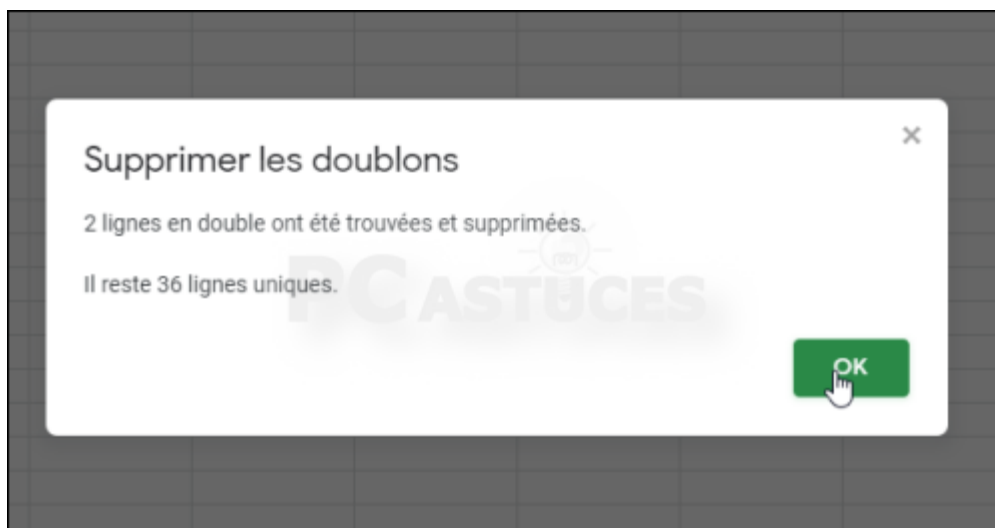 Supprimer les doublons
2 lignes en double ont été trouvées et supprimées.
Il reste 36 lignes uniques.
PC ASTUCES
OK